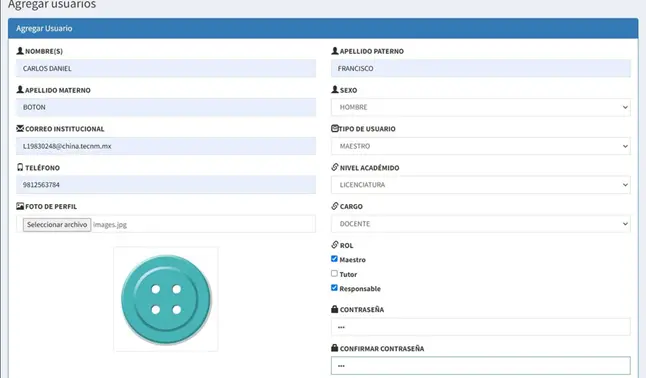 Agregar usuarios
Agregar Usuario
NOMBRE(S)
CARLOS DANIEL
APELLIDO PATERNO
FRANCISCO
APELLIDO MATERNO
BOTON
SEXO
HOMBRE
CORREO INSTITUCIONAL
L19830248@china.tecnm.mx
TIPO DE USUARIO
MAESTRO
TELÉFONO
9812563784
NIVEL ACADÉMIDO
LICENCIATURA
FOTO DE PERFIL
Seleccionar archivo images.jpg
CARGO
DOCENTE
ROL
Maestro
Tutor
Responsable
CONTRASEÑA
•••
CONFIRMAR CONTRASEÑA
•••